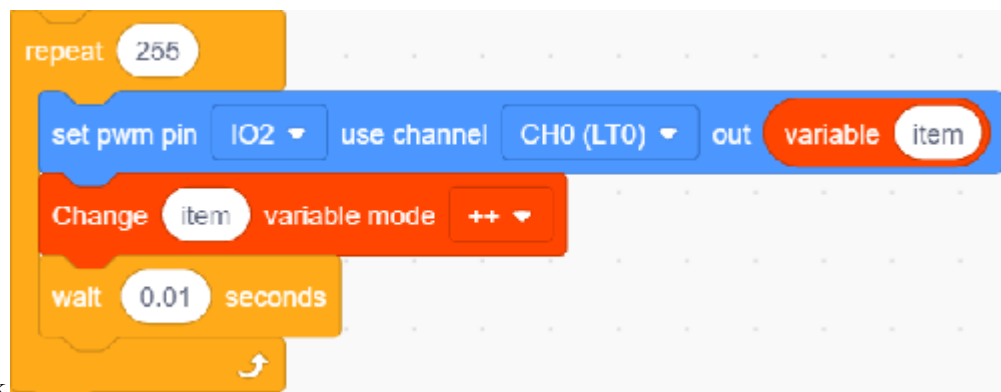 repeat 255
set pwm pin IO2 use channel CH0 (LT0) out variable item
Change item variable mode ++
wait 0.01 seconds